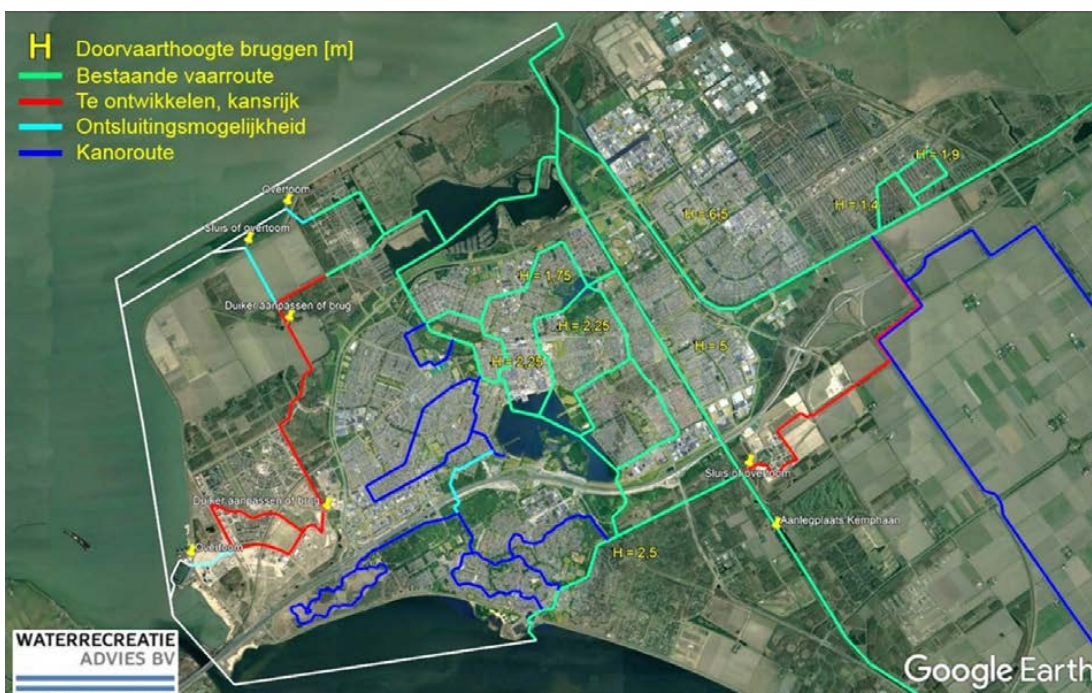 H Doorvaarthoogte bruggen [m]
Bestaande vaarroute
Te ontwikkelen, kansrijk
Ontsluitingsmogelijkheid
Kanoroute
Overtoom
Sluis of overtoom
Duiker aanpassen of brug
H = 1,9
H = 1,4
H = 6,5
H = 1,75
H = 2,25
H = 5
H = 2,25
Sluis of overtoom
Duiker aanpassen of brug
Aanlegplaats Kemphaan
Overtoom
H = 2,5
WATERRECREATIE
ADVIES BV
Google Earth